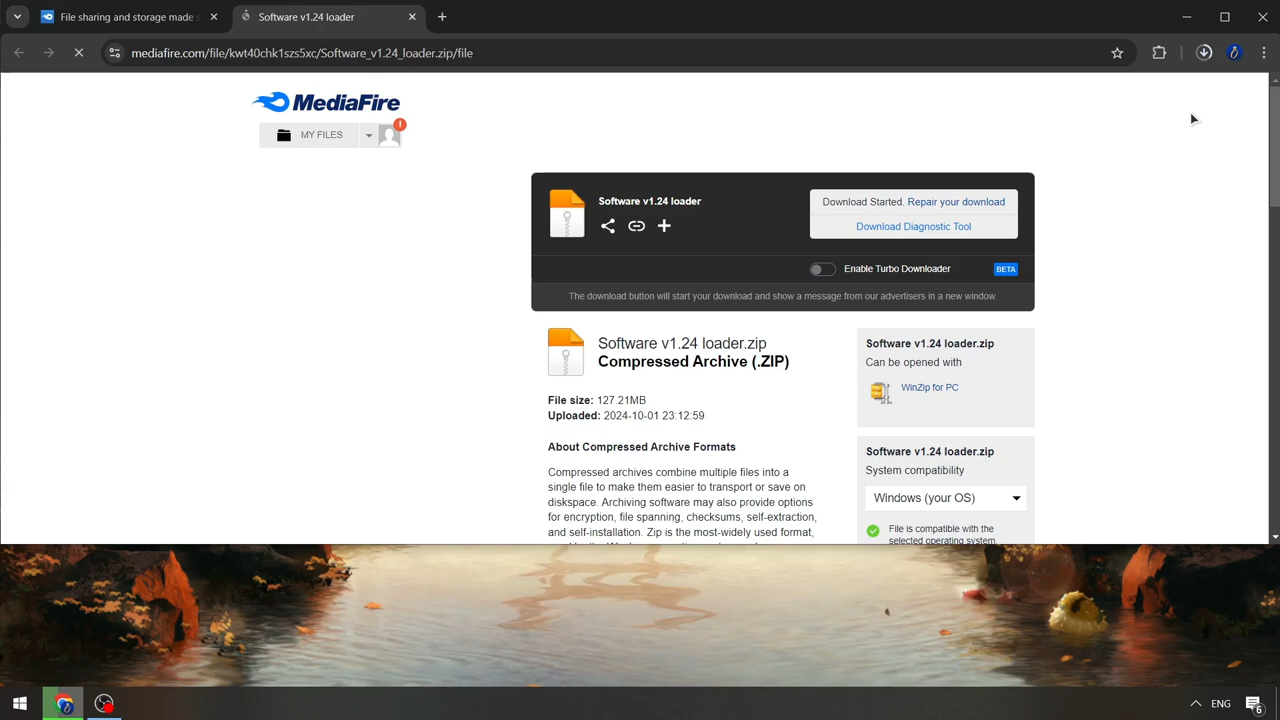 File sharing and storage made
Software v1.24 loader
mediafire.com/file/kwt40chk1szs5xc/Software_v1.24_loader.zip/file
MediaFire
MY FILES
!
Software v1.24 loader
Download Started. Repair your download
Download Diagnostic Tool
Enable Turbo Downloader
BETA
The download button will start your download and show a message from our advertisers in a new window.
Software v1.24 loader.zip
Compressed Archive (.ZIP)
File size: 127.21MB
Uploaded: 2024-10-01 23:12:59
About Compressed Archive Formats
Compressed archives combine multiple files into a
single file to make them easier to transport or save on
diskspace. Archiving software may also provide options
for encryption, file spanning, checksums, self-extraction,
and self-installation. Zip is the most-widely used format,
Software v1.24 loader.zip
Can be opened with
WinZip for PC
Software v1.24 loader.zip
System compatibility
Windows (your OS)
File is compatible with the
selected operating system.
ENG
6